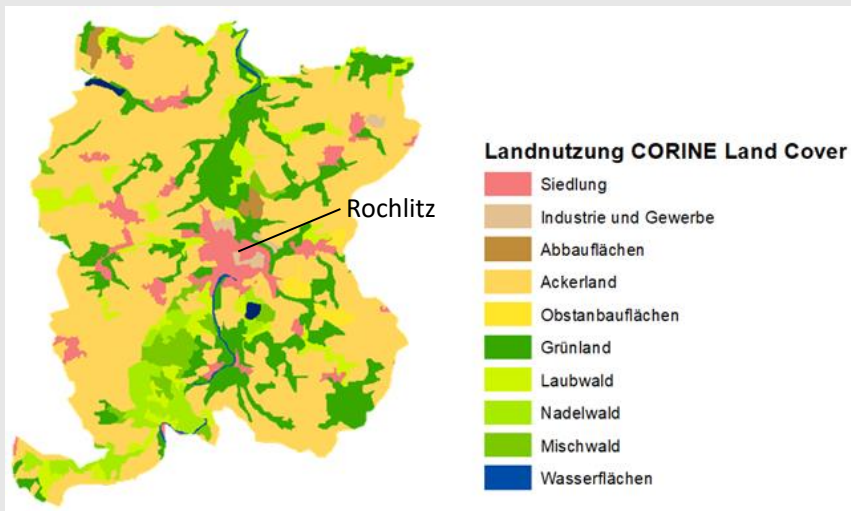 Rochlitz
Landnutzung CORINE Land Cover
Siedlung
Industrie und Gewerbe
Abbauflächen
Ackerland
Obstanbauflächen
Grünland
Laubwald
Nadelwald
Mischwald
Wasserflächen